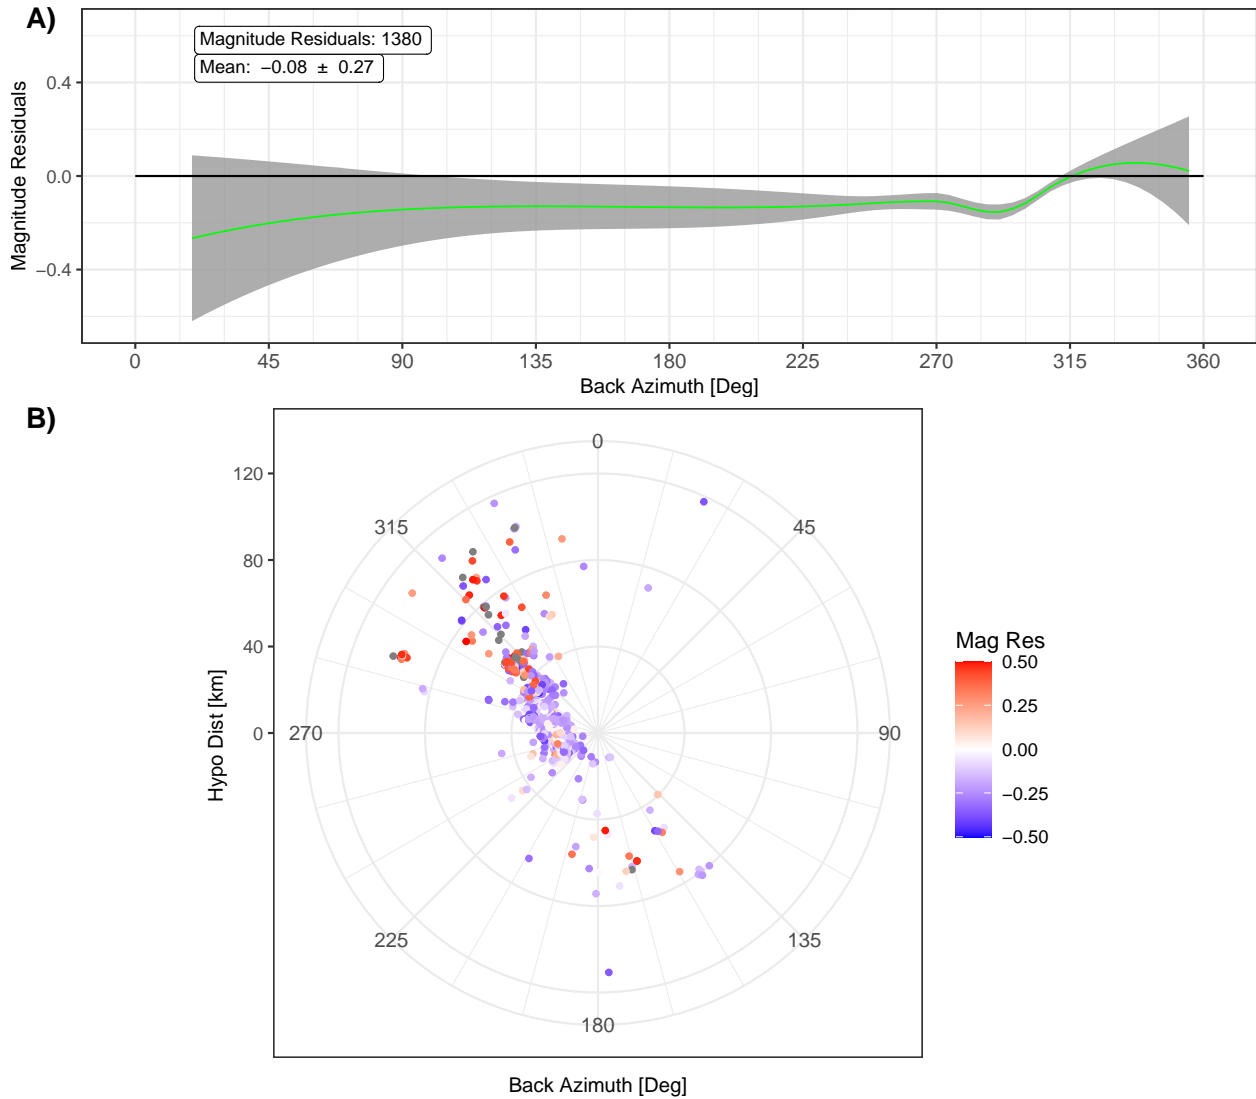 A)
Magnitude Residuals: 1380
Mean: −0.08 ± 0.27
Magnitude Residuals
0.4
0.0
−0.4
0 45 90 135 180 225 270 315 360
Back Azimuth [Deg]
B)
Hypo Dist [km]
120
80
40
0
0
45
90
135
180
225
270
315
Back Azimuth [Deg]
Mag Res
0.50
0.25
0.00
−0.25
−0.50